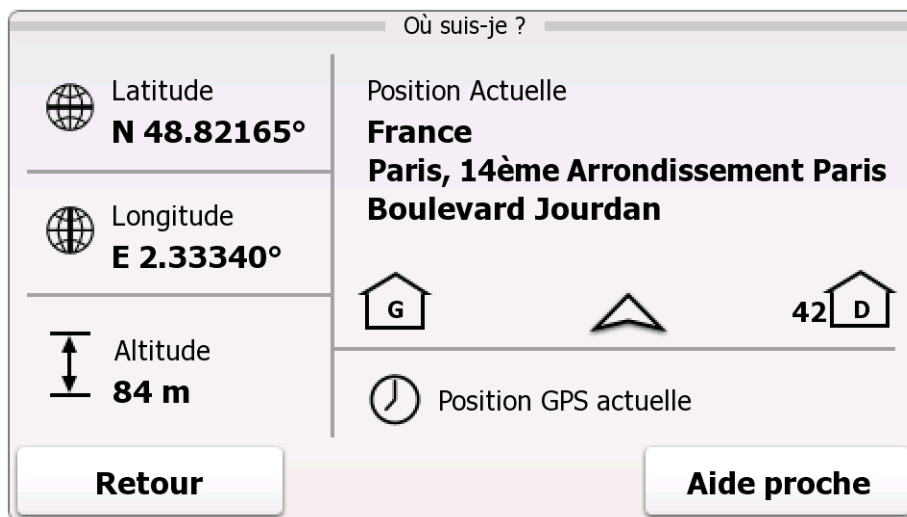 Où suis-je ?
Latitude
N 48.82165°
Longitude
E 2.33340°
Altitude
84 m
Position Actuelle
France
Paris, 14ème Arrondissement Paris
Boulevard Jourdan
G
42 D
Position GPS actuelle
Retour
Aide proche